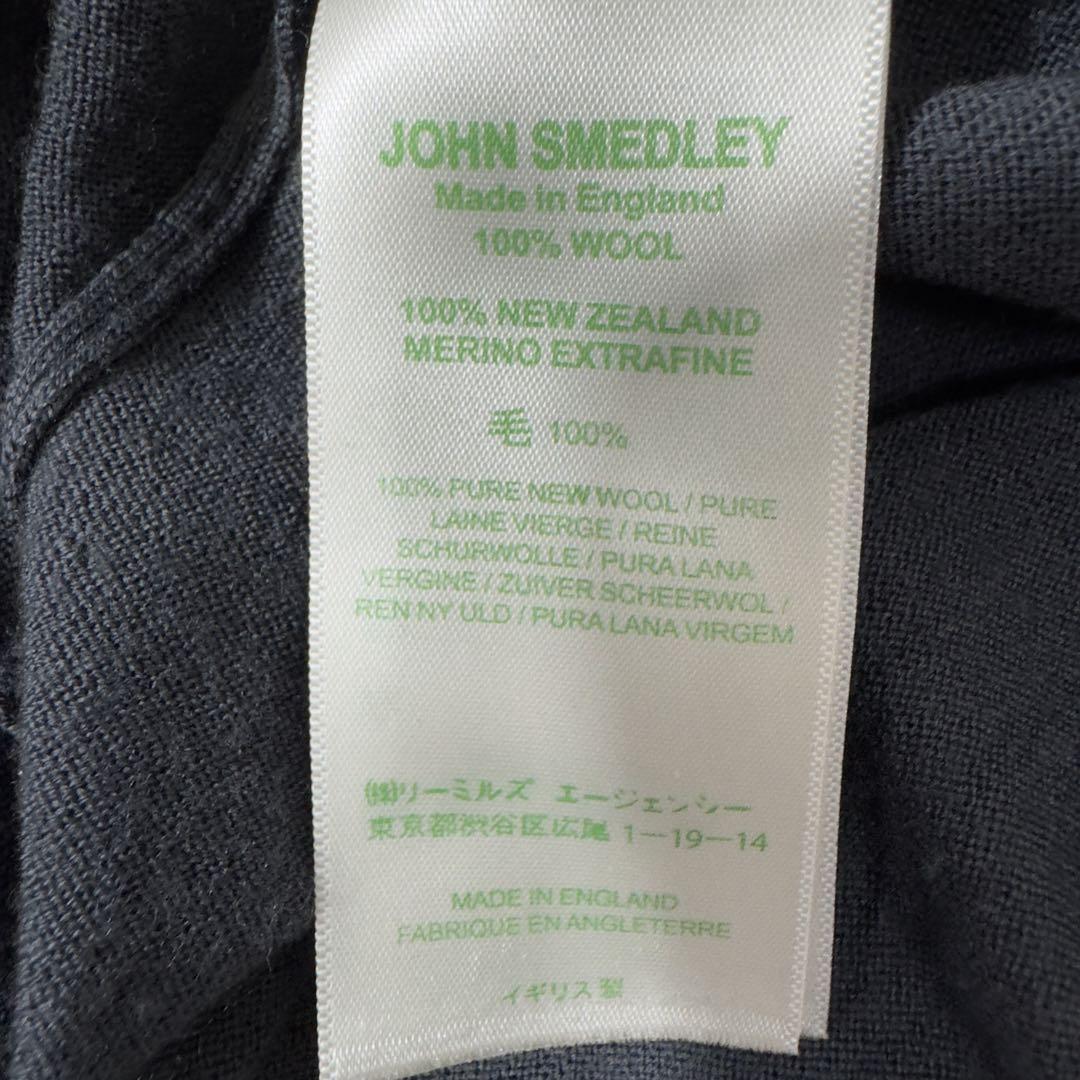 JOHN SMEDLEY
Made in England
100% WOOL
100% NEW ZEALAND
MERINO EXTRAFINE
毛 100%
100% PURE NEW WOOL / PURE
LAINE VIERGE / REINE
SCHURWOLLE / PURA LANA
VERGINE / ZUIVER SCHEERWOL /
REN NY ULD / PURA LANA VIRGEM
㈱リーミルズ エージェンシー
東京都渋谷区広尾 1-19-14
MADE IN ENGLAND
FABRIQUE EN ANGLETERRE
イギリス製